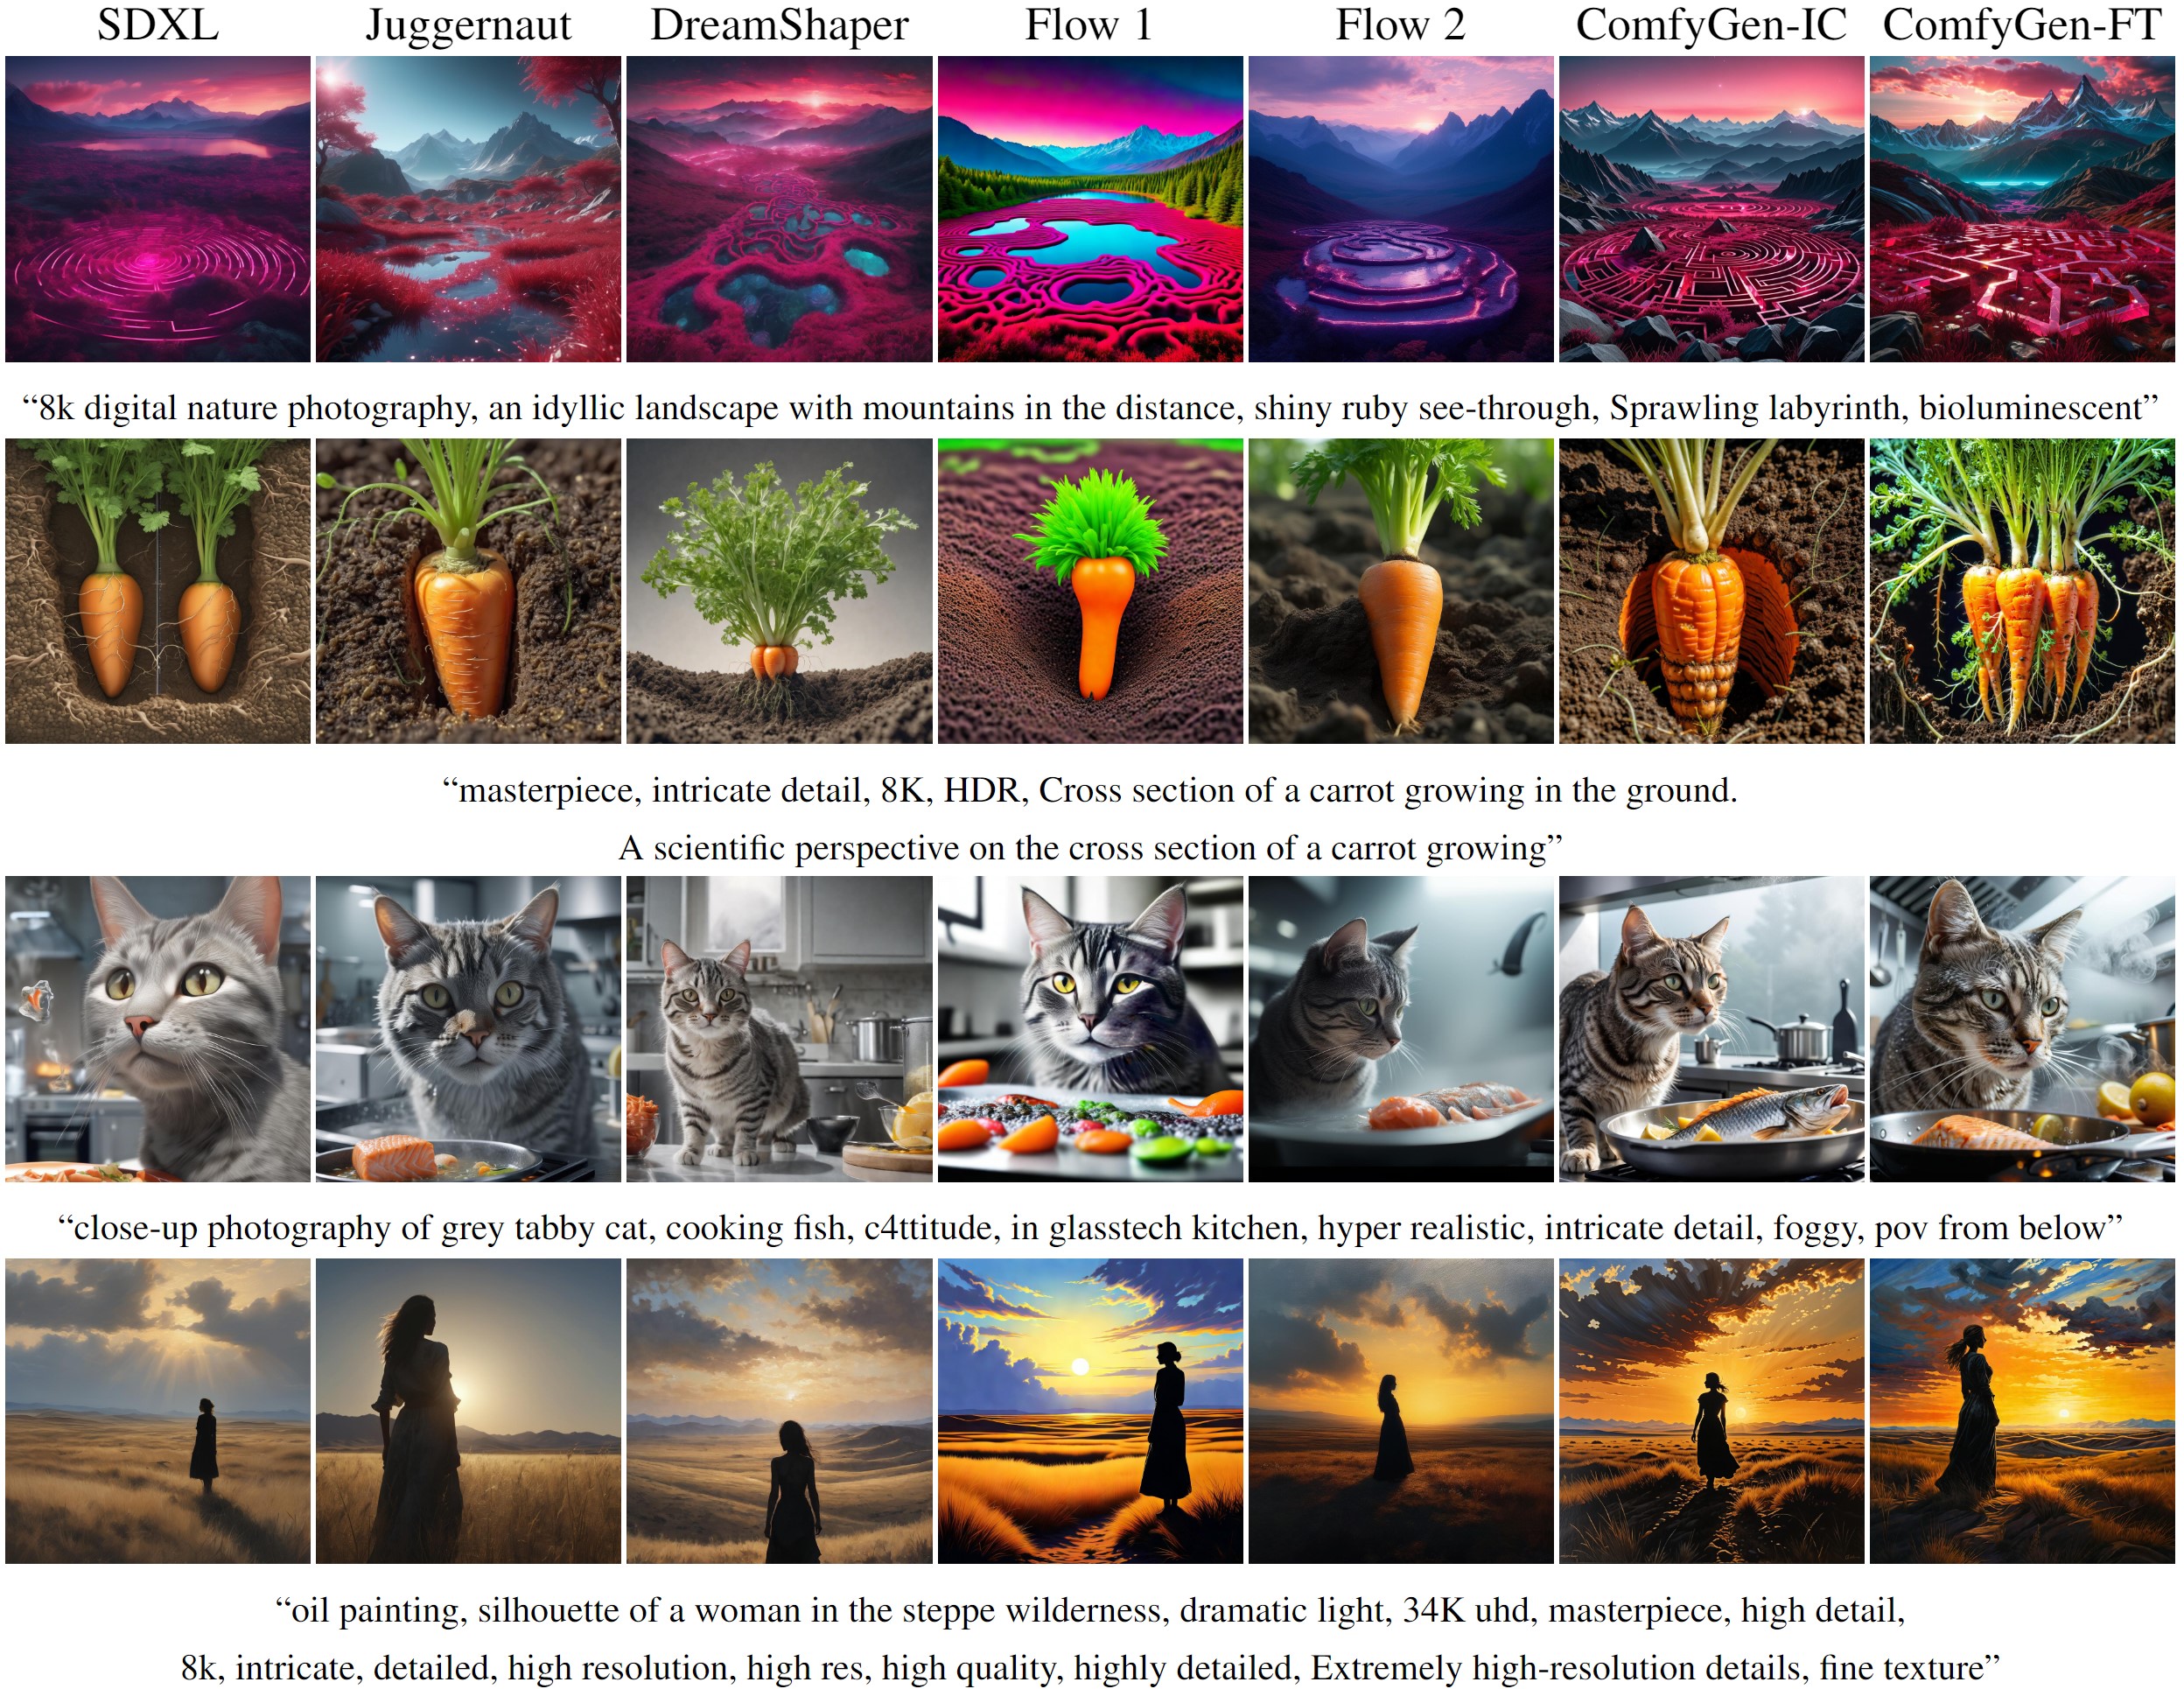 SDXL Juggernaut DreamShaper Flow 1 Flow 2 ComfyGen-IC ComfyGen-FT
“8k digital nature photography, an idyllic landscape with mountains in the distance, shiny ruby see-through, Sprawling labyrinth, bioluminescent”
“masterpiece, intricate detail, 8K, HDR, Cross section of a carrot growing in the ground.
A scientific perspective on the cross section of a carrot growing”
“close-up photography of grey tabby cat, cooking fish, c4ttitude, in glasstech kitchen, hyper realistic, intricate detail, foggy, pov from below”
“oil painting, silhouette of a woman in the steppe wilderness, dramatic light, 34K uhd, masterpiece, high detail,
8k, intricate, detailed, high resolution, high res, high quality, highly detailed, Extremely high-resolution details, fine texture”